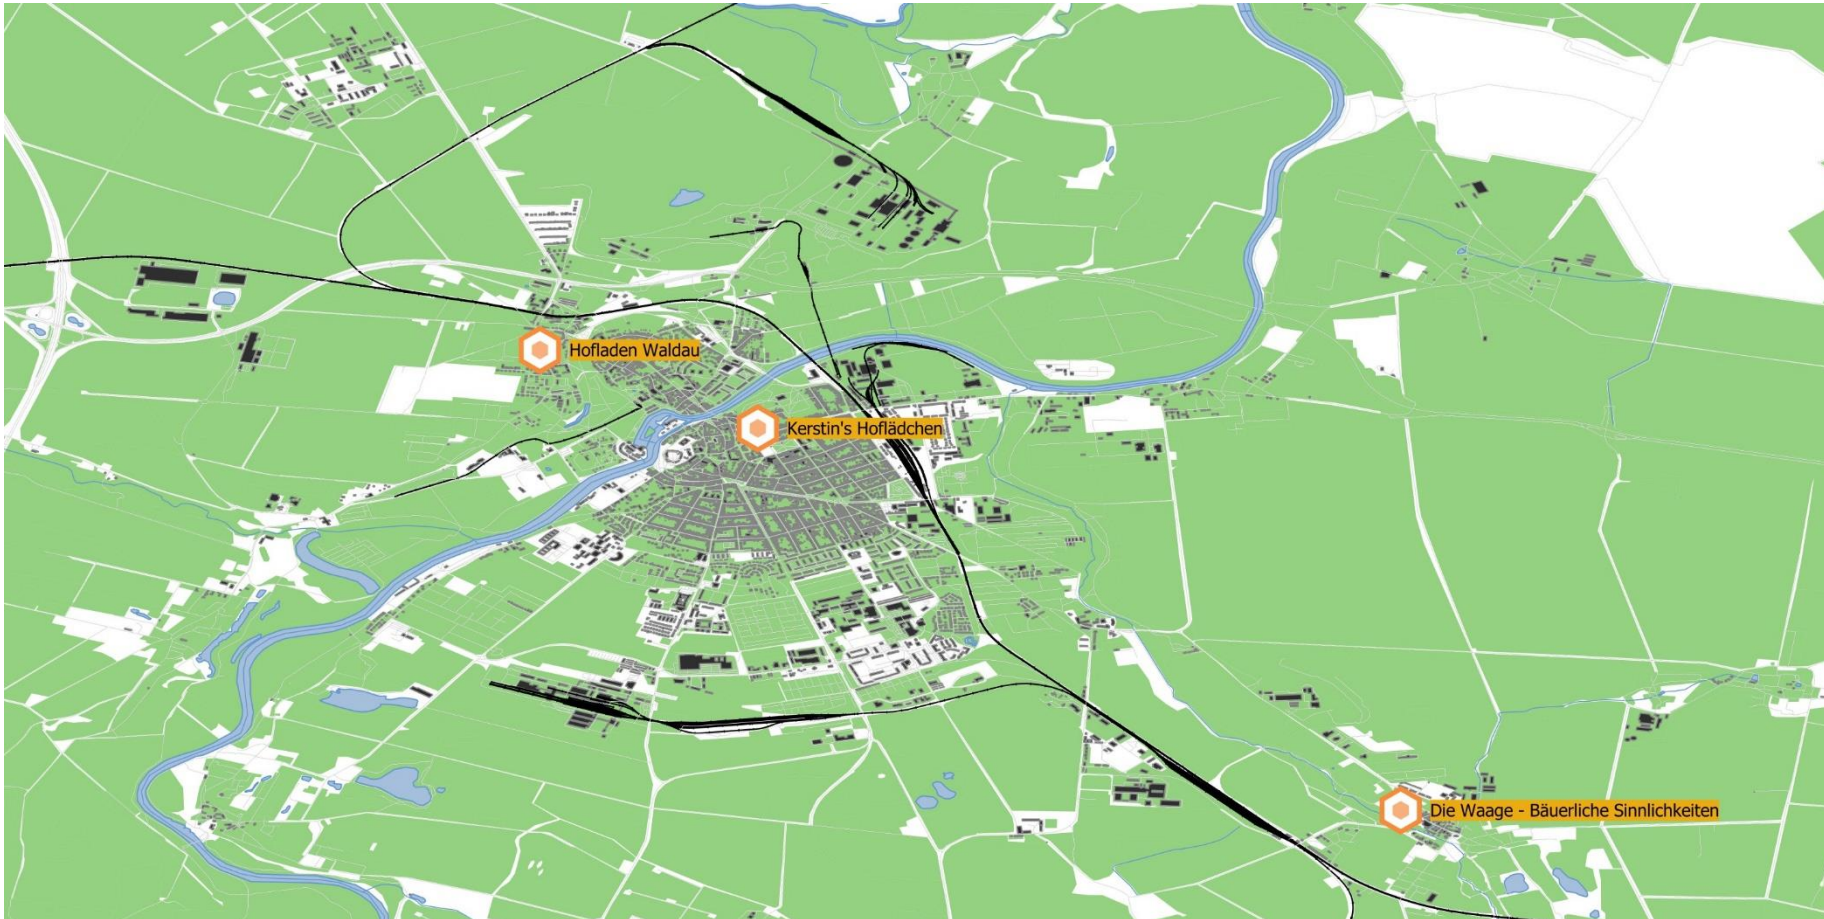 Hofladen Waldau
Kerstin's Hoflädchen
Die Waage - Bäuerliche Sinnlichkeiten